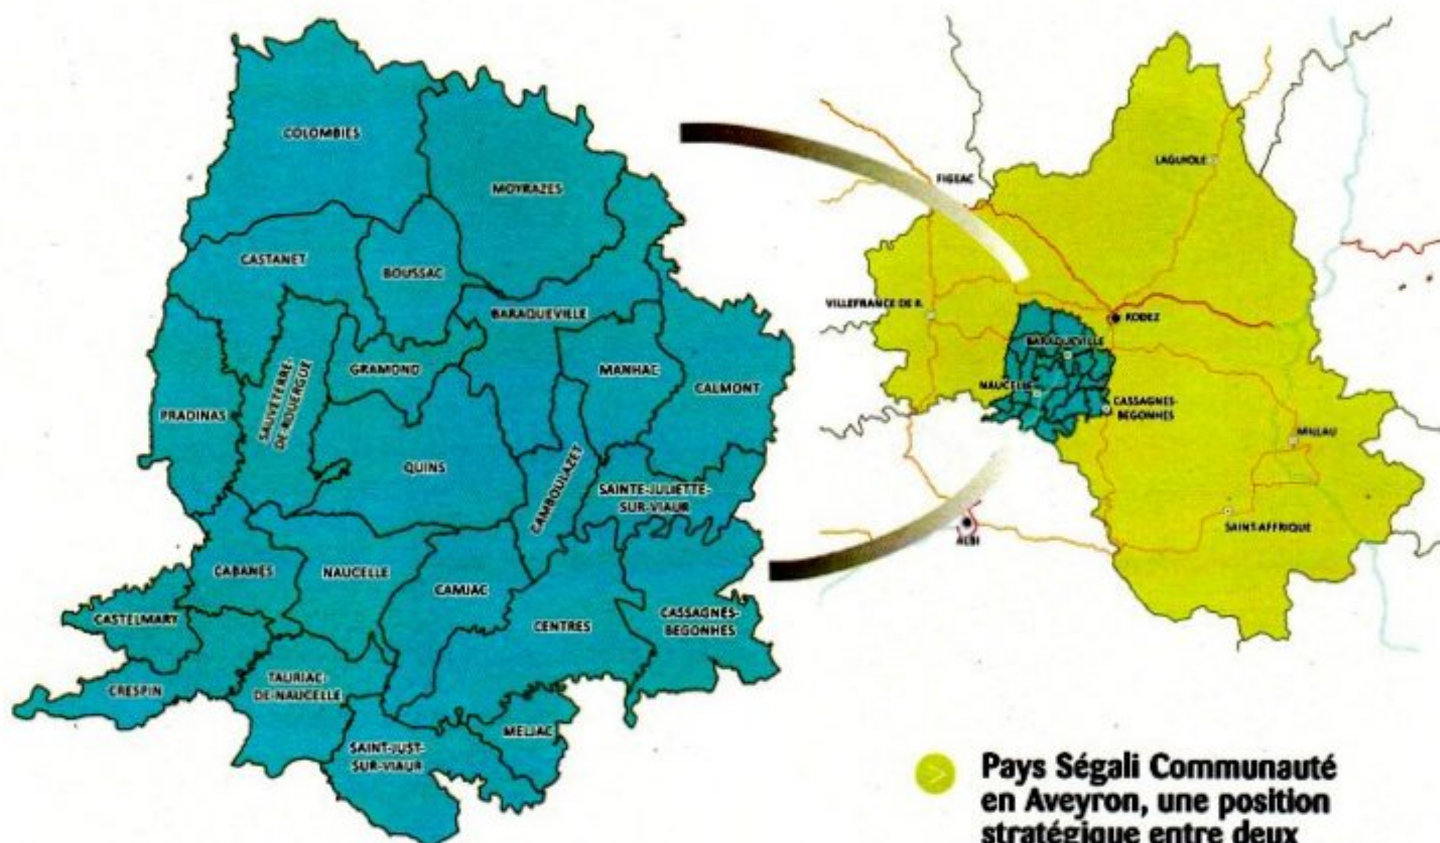 COLOMBIES
MOYRAZES
CASTANET
BOUSSAC
BARAQUEVILLE
GRAMOND
MANHAC
CALMONT
PRADINAS
SAUVETERRE-
DE-ROUERGUE
QUINS
CAMBOULAZET
SAINTE-JULIETTE-
SUR-VIAUR
CABANES
NAUCELLE
CAMJAC
CASTELMARY
CENTRES
CASSAGNES-
BEGONHES
CRESPIN
TAURIAC-
DE-NAUCELLE
MELJAC
SAINT-JUST-
SUR-VIAUR
LAGUIOLE
FIGEAC
VILLEFRANCE DE R.
RODEZ
BARAQUEVILLE
NAUCELLE
CASSAGNES-
BEGONHES
MILLAU
SAINT-AFFRIQUE
ALBI
Pays Ségali Communauté
en Aveyron, une position
stratégique entre deux